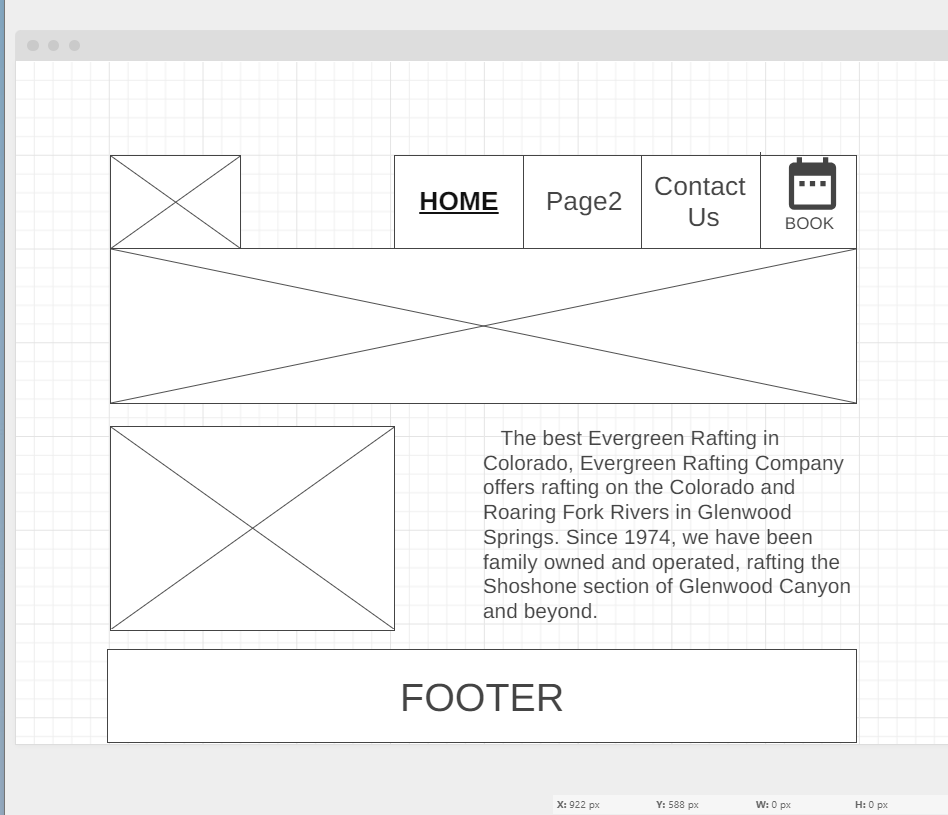 HOME
Page2
Contact
Us
BOOK
The best Evergreen Rafting in
Colorado, Evergreen Rafting Company
offers rafting on the Colorado and
Roaring Fork Rivers in Glenwood
Springs. Since 1974, we have been
family owned and operated, rafting the
Shoshone section of Glenwood Canyon
and beyond.
FOOTER
X: 922 px Y: 588 px W: 0 px H: 0 px